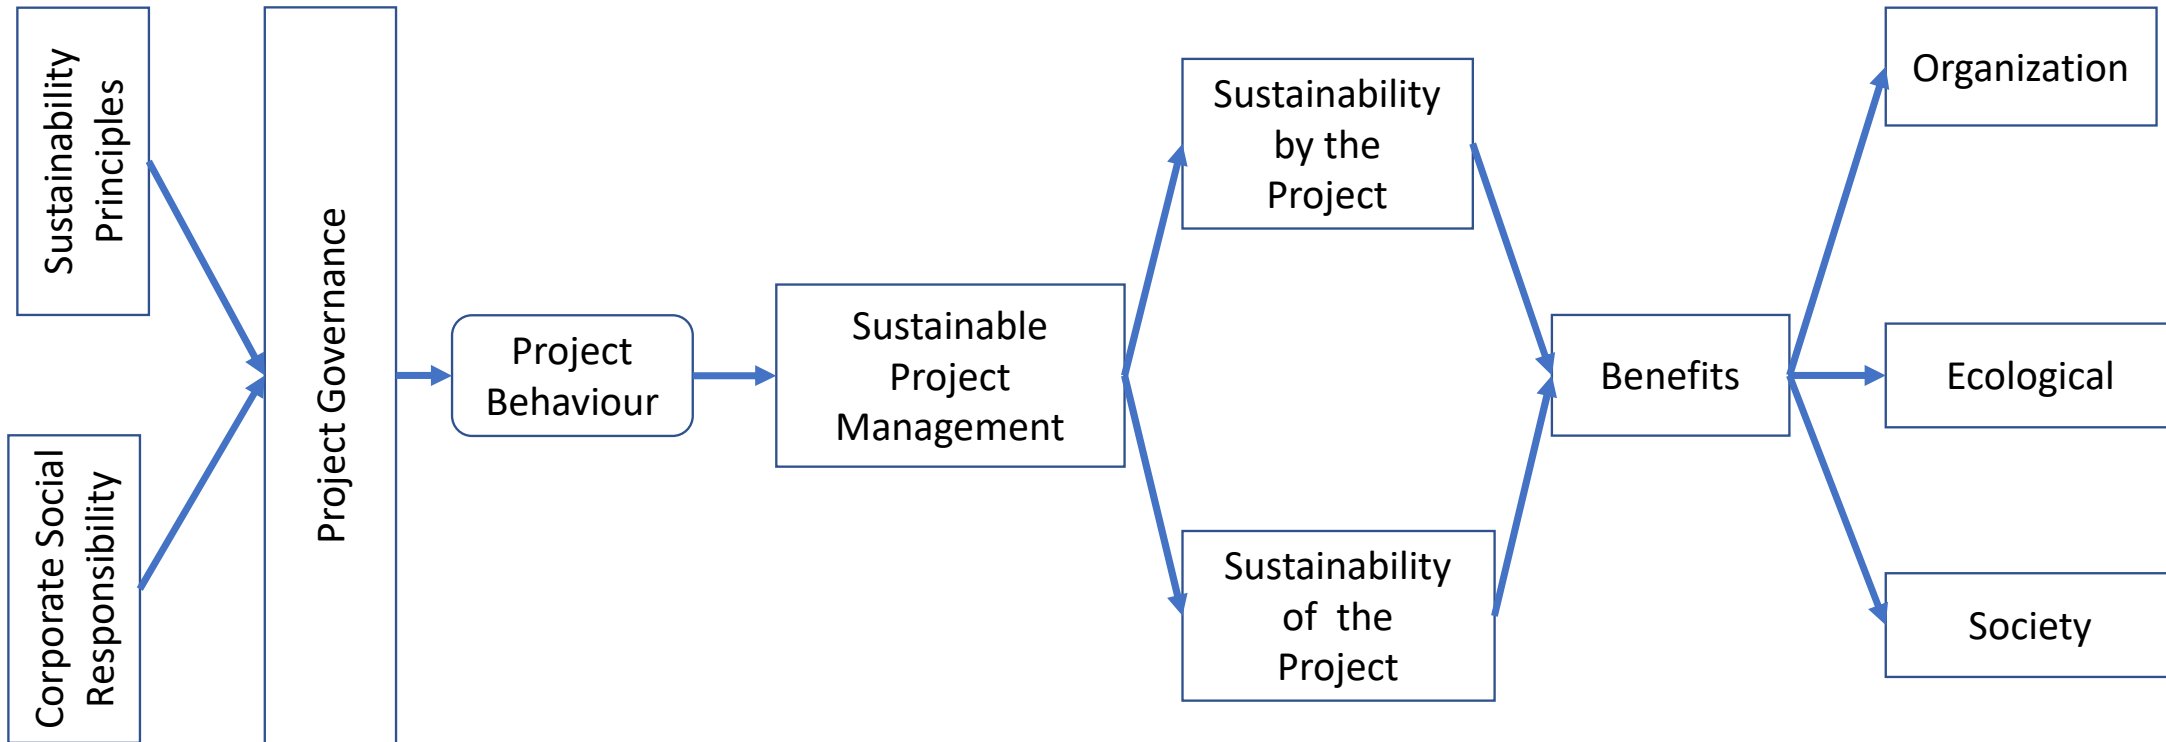 Sustainability
Principles
Corporate Social
Responsibility
Project Governance
Project
Behaviour
Sustainable
Project
Management
Sustainability
by the
Project
Sustainability
of  the
Project
Benefits
Organization
Ecological
Society